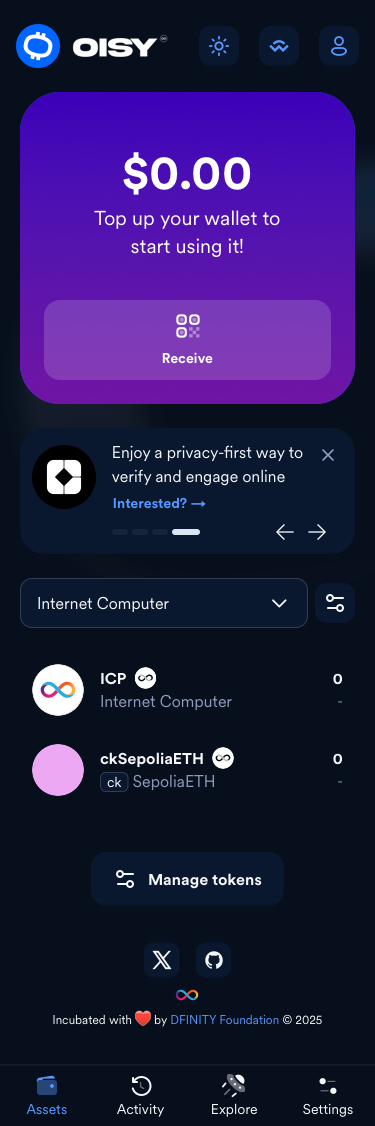 OISY
$0.00
Top up your wallet to
start using it!
Receive
Enjoy a privacy-first way to
verify and engage online
Interested? →
Internet Computer
ICP
0
Internet Computer
-
ckSepoliaETH
0
ck SepoliaETH
-
Manage tokens
Incubated with ❤️ by DFINITY Foundation © 2025
Assets
Activity
Explore
Settings